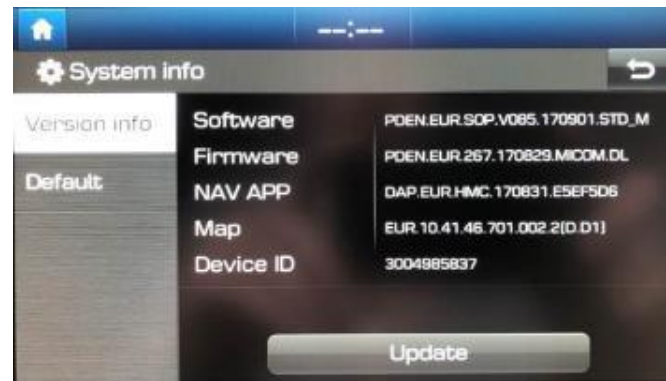 --:--
System info
Version info
Default
Software PDEN.EUR.SOP.V085.170901.STD_M
Firmware PDEN.EUR.267.170829.MICOM.DL
NAV APP DAP.EUR.HMC.170831.E5EF5D6
Map EUR.10.41.46.701.002.2(D.D1)
Device ID 3004985837
Update